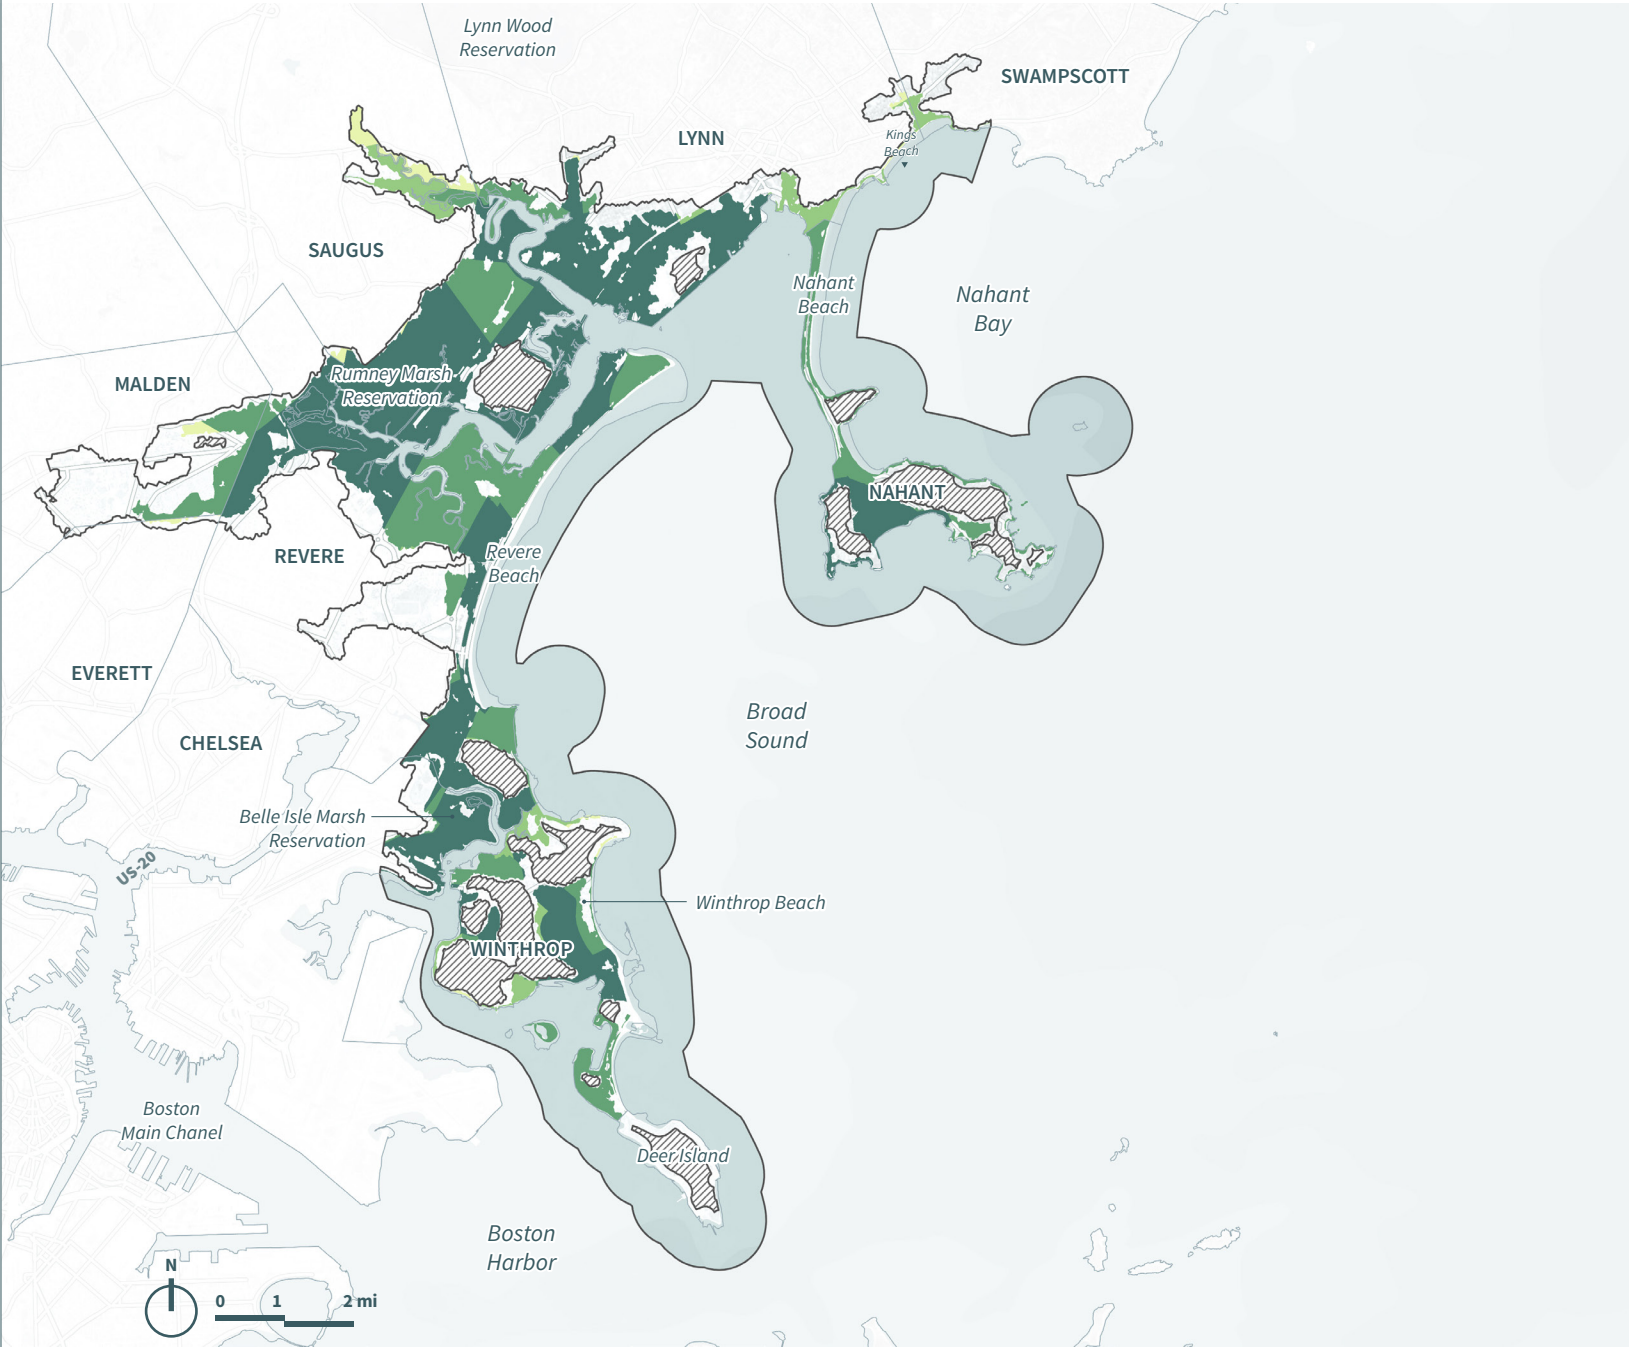 Lynn Wood
Reservation
SWAMPSCOTT
LYNN
Kings
Beach
SAUGUS
Nahant
Beach
Nahant
Bay
MALDEN
Rumney Marsh
Reservation
NAHANT
REVERE
Revere
Beach
EVERETT
Broad
Sound
CHELSEA
Belle Isle Marsh
Reservation
US-20
Winthrop Beach
WINTHROP
Boston
Main Chanel
Deer Island
Boston
Harbor
N
0 1 2 mi